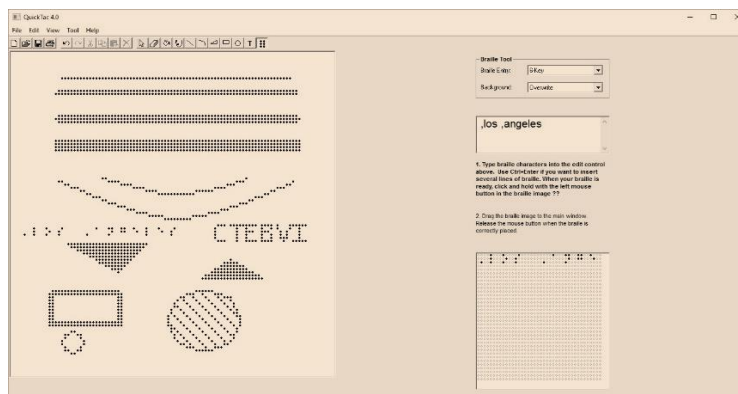 QuickTac 4.0
File Edit View Tool Help
Braille Tool
Braille Entry: 6-Key
Background: Overwrite
,los ,angeles
1. Type braille characters into the edit control
above. Use Ctrl+Enter if you want to insert
several lines of braille. When your braille is
ready, click and hold with the left mouse
button in the braille image ??
2. Drag the braille image to the main window.
Release the mouse button when the braille is
correctly placed
CTEBVI